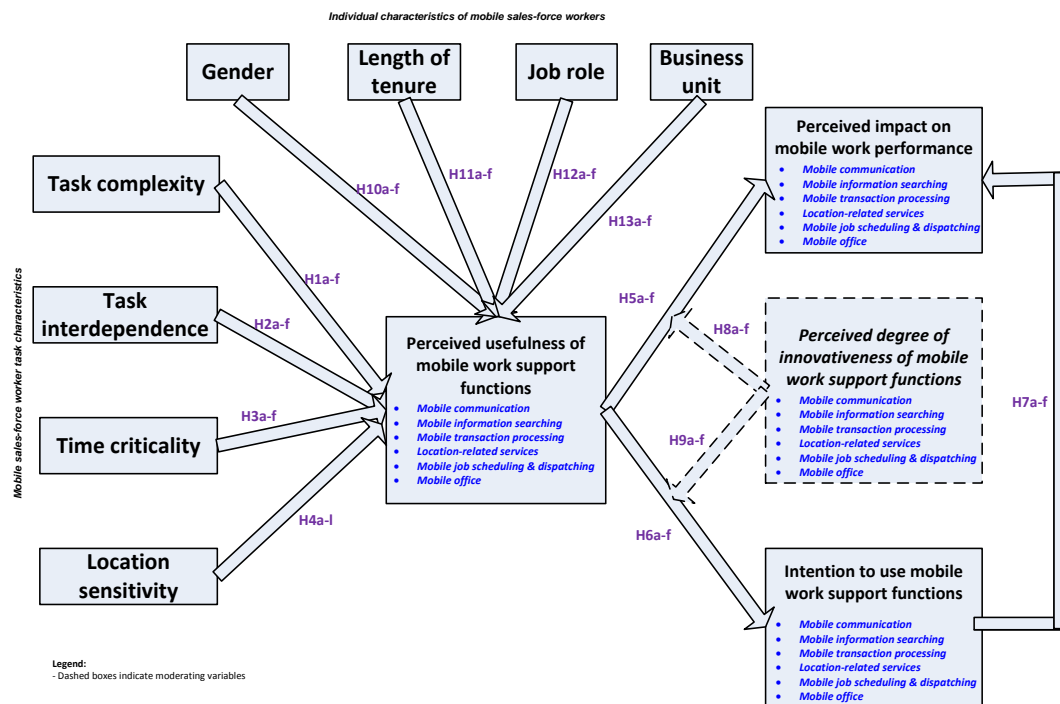 Individual characteristics of mobile sales-force workers
Gender
Length of
tenure
Job role
Business
unit
Mobile sales-force worker task characteristics
Task complexity
Task
interdependence
Time criticality
Location
sensitivity
H10a-f
H11a-f
H12a-f
H13a-f
H1a-f
H2a-f
H3a-f
H4a-l
Perceived usefulness of
mobile work support
functions
• Mobile communication
• Mobile information searching
• Mobile transaction processing
• Location-related services
• Mobile job scheduling & dispatching
• Mobile office
H5a-f
H8a-f
H9a-f
H6a-f
H7a-f
Perceived impact on
mobile work performance
• Mobile communication
• Mobile information searching
• Mobile transaction processing
• Location-related services
• Mobile job scheduling & dispatching
• Mobile office
Perceived degree of
innovativeness of mobile
work support functions
• Mobile communication
• Mobile information searching
• Mobile transaction processing
• Location-related services
• Mobile job scheduling & dispatching
• Mobile office
Intention to use mobile
work support functions
• Mobile communication
• Mobile information searching
• Mobile transaction processing
• Location-related services
• Mobile job scheduling & dispatching
• Mobile office
Legend:
- Dashed boxes indicate moderating variables